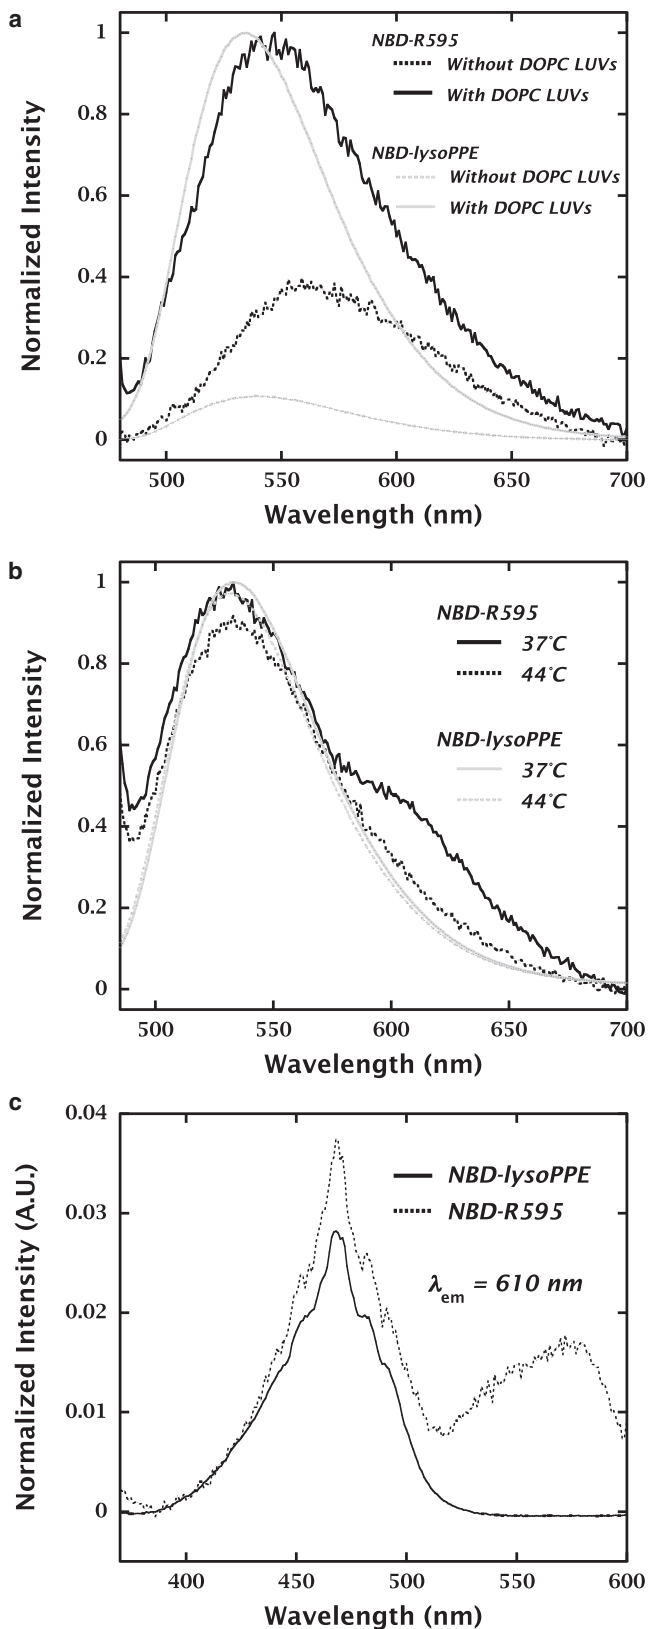 a
1
0.8
0.6
0.4
0.2
0
Normalized Intensity
NBD-R595
Without DOPC LUVs
With DOPC LUVs
NBD-lysoPPE
Without DOPC LUVs
With DOPC LUVs
500 550 600 650 700
Wavelength (nm)
b
1
0.8
0.6
0.4
0.2
0
Normalized Intensity
NBD-R595
37°C
44°C
NBD-lysoPPE
37°C
44°C
500 550 600 650 700
Wavelength (nm)
c
0.04
0.03
0.02
0.01
0
Normalized Intensity (A.U.)
NBD-lysoPPE
NBD-R595
λem = 610 nm
400 450 500 550 600
Wavelength (nm)